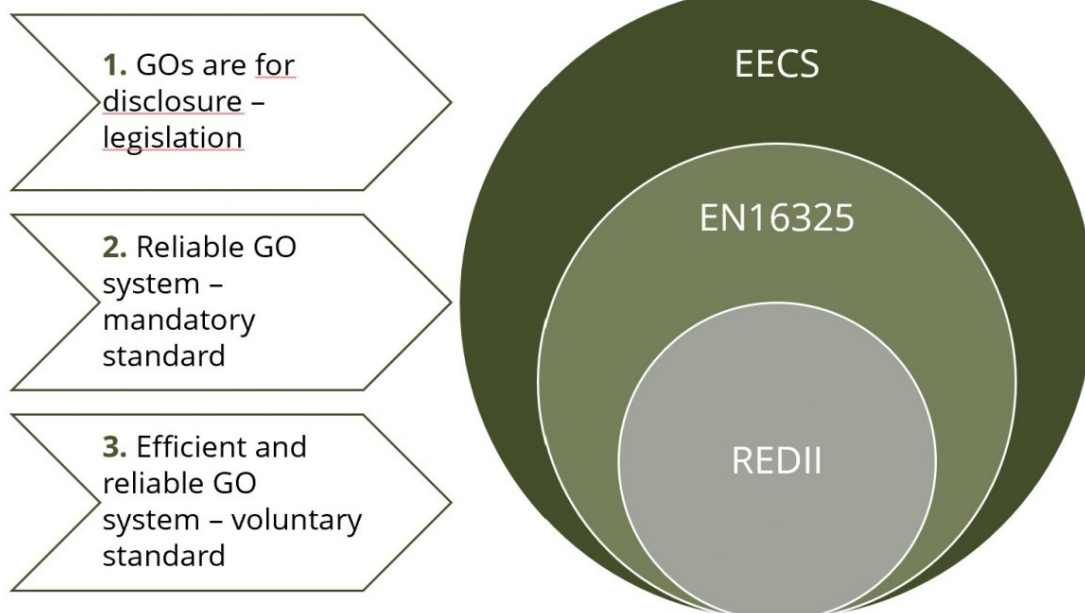 1. GOs are for
disclosure –
legislation
2. Reliable GO
system –
mandatory
standard
3. Efficient and
reliable GO
system – voluntary
standard
EECS
EN16325
REDII